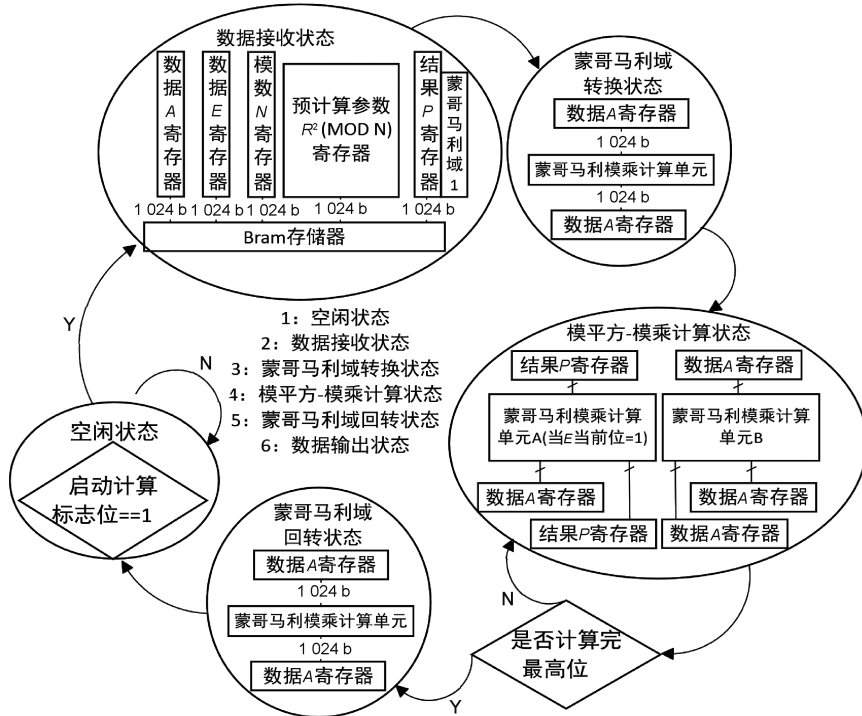 数据接收状态
数据A寄存器
数据E寄存器
模数N寄存器
预计算参数
R² (MOD N)
寄存器
结果P寄存器
蒙哥马利域1
1 024 b 1 024 b 1 024 b 1 024 b 1 024 b
Bram存储器
蒙哥马利域
转换状态
数据A寄存器
1 024 b
蒙哥马利模乘计算单元
1 024 b
数据A寄存器
Y
N
1：空闲状态
2：数据接收状态
3：蒙哥马利域转换状态
4：模平方-模乘计算状态
5：蒙哥马利域回转状态
6：数据输出状态
模平方-模乘计算状态
结果P寄存器
数据A寄存器
蒙哥马利模乘计算
单元A(当E当前位=1)
蒙哥马利模乘计算
单元B
数据A寄存器
数据A寄存器
结果P寄存器
数据A寄存器
空闲状态
启动计算
标志位==1
蒙哥马利域
回转状态
数据A寄存器
1 024 b
蒙哥马利模乘计算单元
1 024 b
数据A寄存器
N
是否计算完
最高位
Y